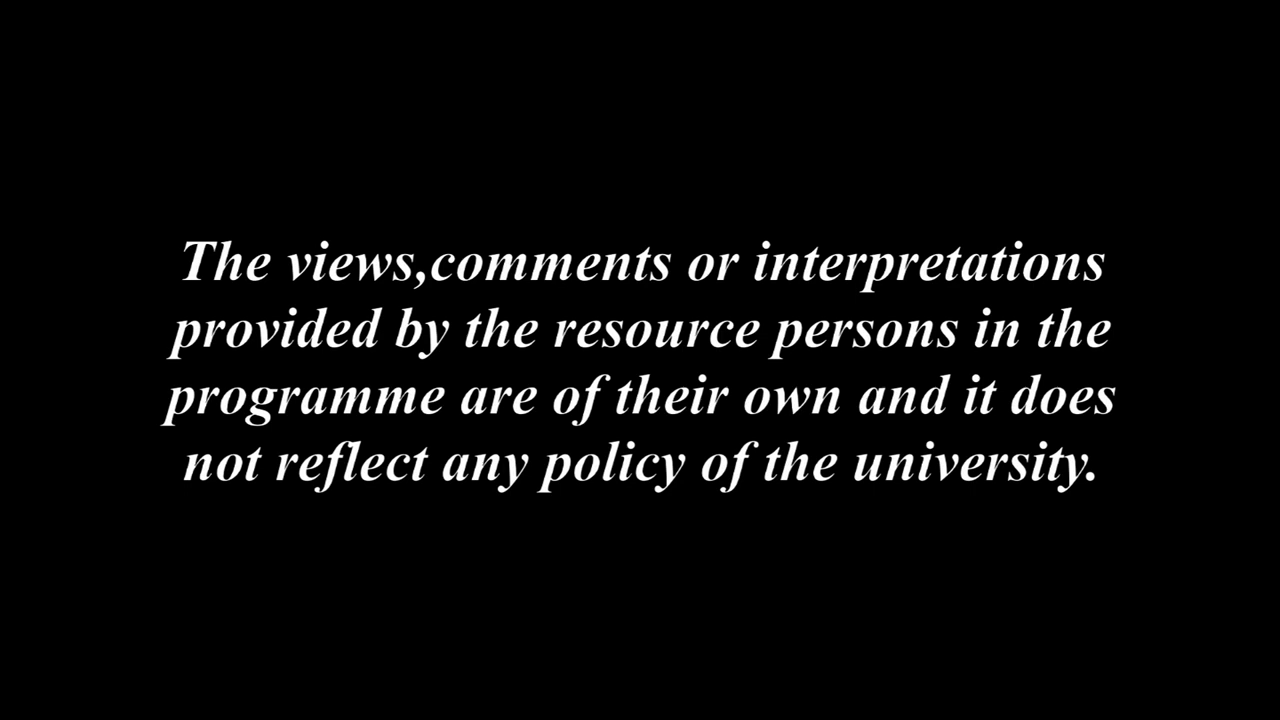 The views,comments or interpretations
provided by the resource persons in the
programme are of their own and it does
not reflect any policy of the university.